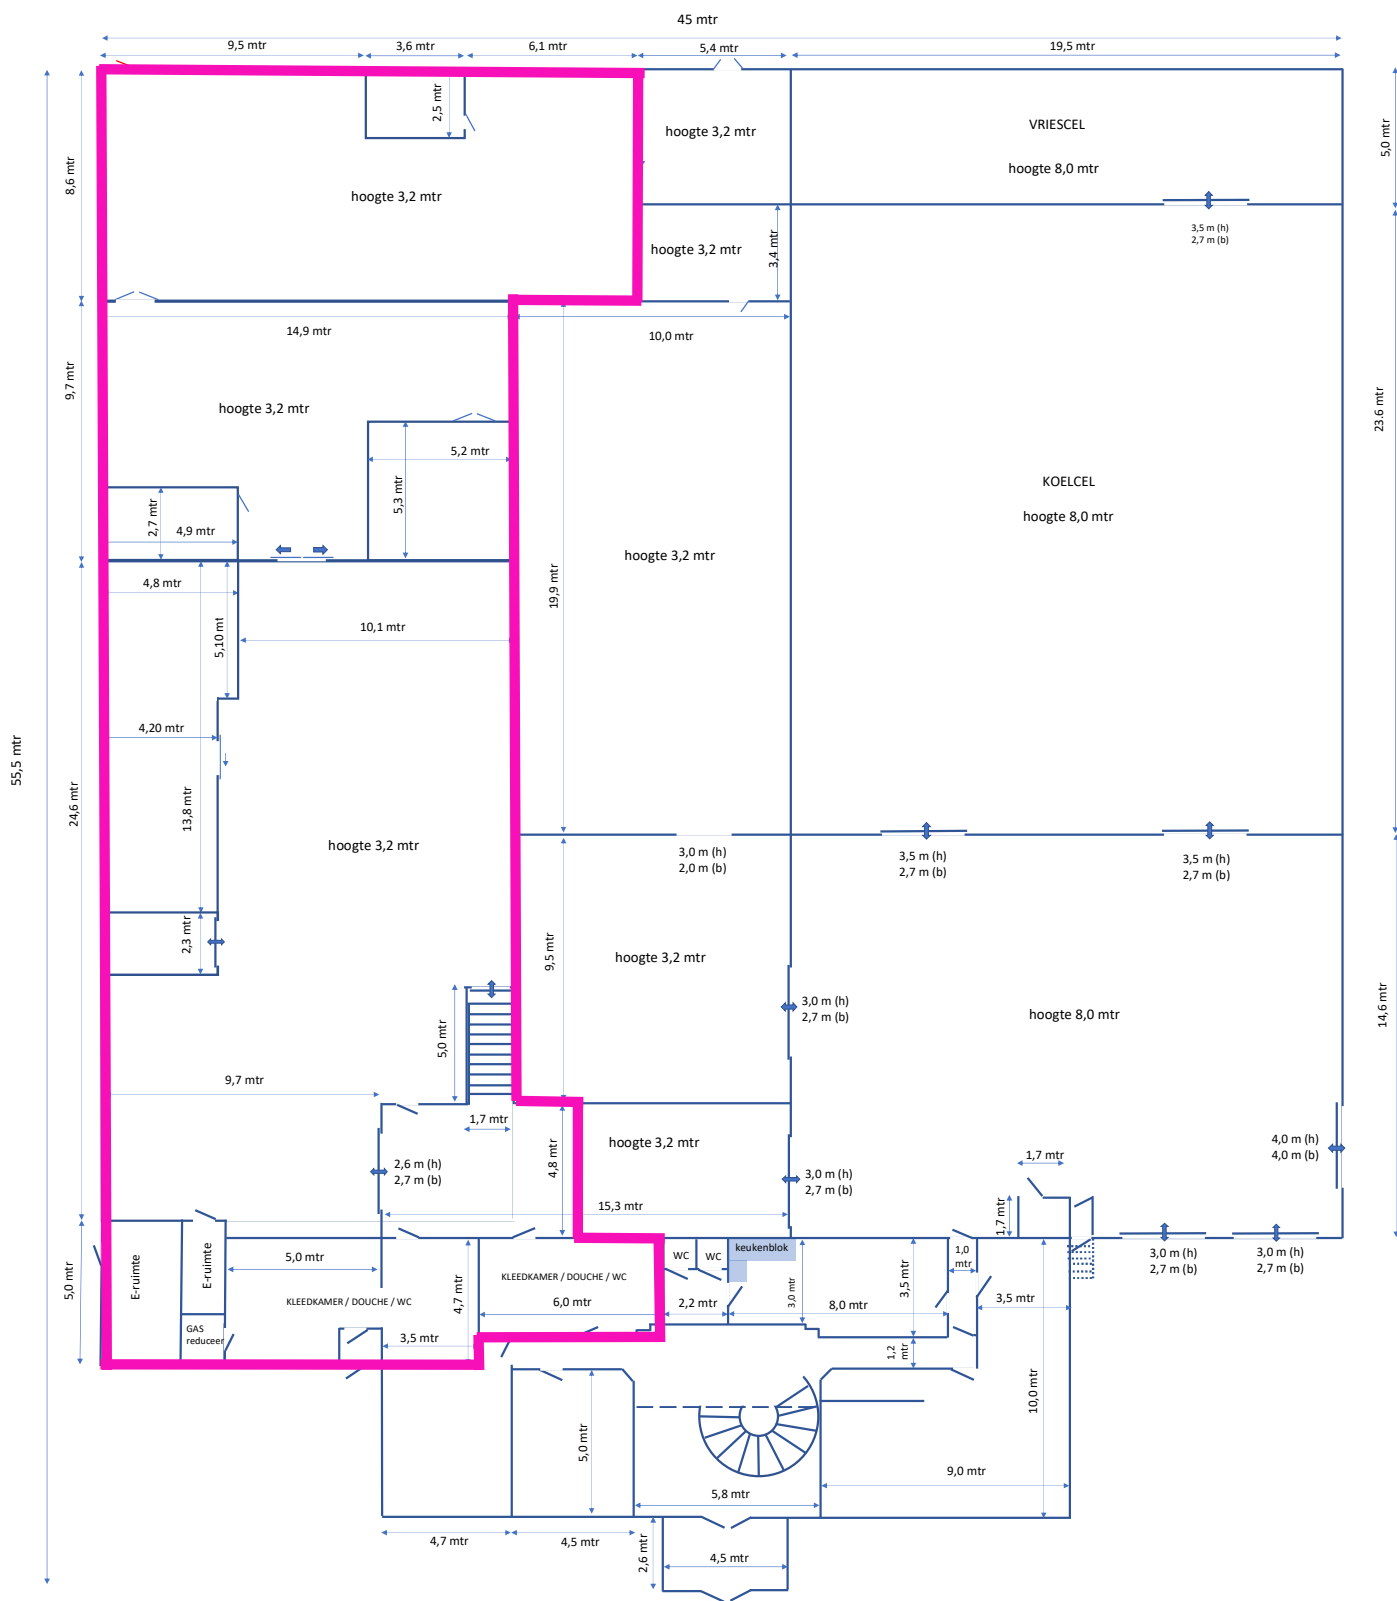 45 mtr
9,5 mtr
3,6 mtr
6,1 mtr
5,4 mtr
19,5 mtr
2,5 mtr
hoogte 3,2 mtr
VRIESCEL
5,0 mtr
8,6 mtr
hoogte 3,2 mtr
hoogte 8,0 mtr
3,5 m (h)
2,7 m (b)
hoogte 3,2 mtr
3,4 mtr
14,9 mtr
10,0 mtr
9,7 mtr
hoogte 3,2 mtr
23.6 mtr
5,2 mtr
5,3 mtr
KOELCEL
hoogte 8,0 mtr
2,7 mtr
4,9 mtr
hoogte 3,2 mtr
4,8 mtr
19,9 mtr
5,10 mt
10,1 mtr
4,20 mtr
55,5 mtr
24,6 mtr
13,8 mtr
hoogte 3,2 mtr
3,0 m (h)
2,0 m (b)
3,5 m (h)
2,7 m (b)
3,5 m (h)
2,7 m (b)
2,3 mtr
9,5 mtr
hoogte 3,2 mtr
3,0 m (h)
2,7 m (b)
hoogte 8,0 mtr
14,6 mtr
5,0 mtr
9,7 mtr
1,7 mtr
4,8 mtr
hoogte 3,2 mtr
2,6 m (h)
2,7 m (b)
3,0 m (h)
2,7 m (b)
4,0 m (h)
4,0 m (b)
1,7 mtr
15,3 mtr
1,7 mtr
5,0 mtr
E-ruimte
E-ruimte
5,0 mtr
KLEEDKAMER / DOUCHE / WC
4,7 mtr
KLEEDKAMER / DOUCHE / WC
6,0 mtr
WC
WC
keukenblok
2,2 mtr
3,0 mtr
8,0 mtr
3,5 mtr
1,0
mtr
3,5 mtr
3,0 m (h)
2,7 m (b)
3,0 m (h)
2,7 m (b)
GAS
reduceer
3,5 mtr
1,2
mtr
10,0 mtr
5,0 mtr
9,0 mtr
5,8 mtr
4,7 mtr
4,5 mtr
2,6 mtr
4,5 mtr